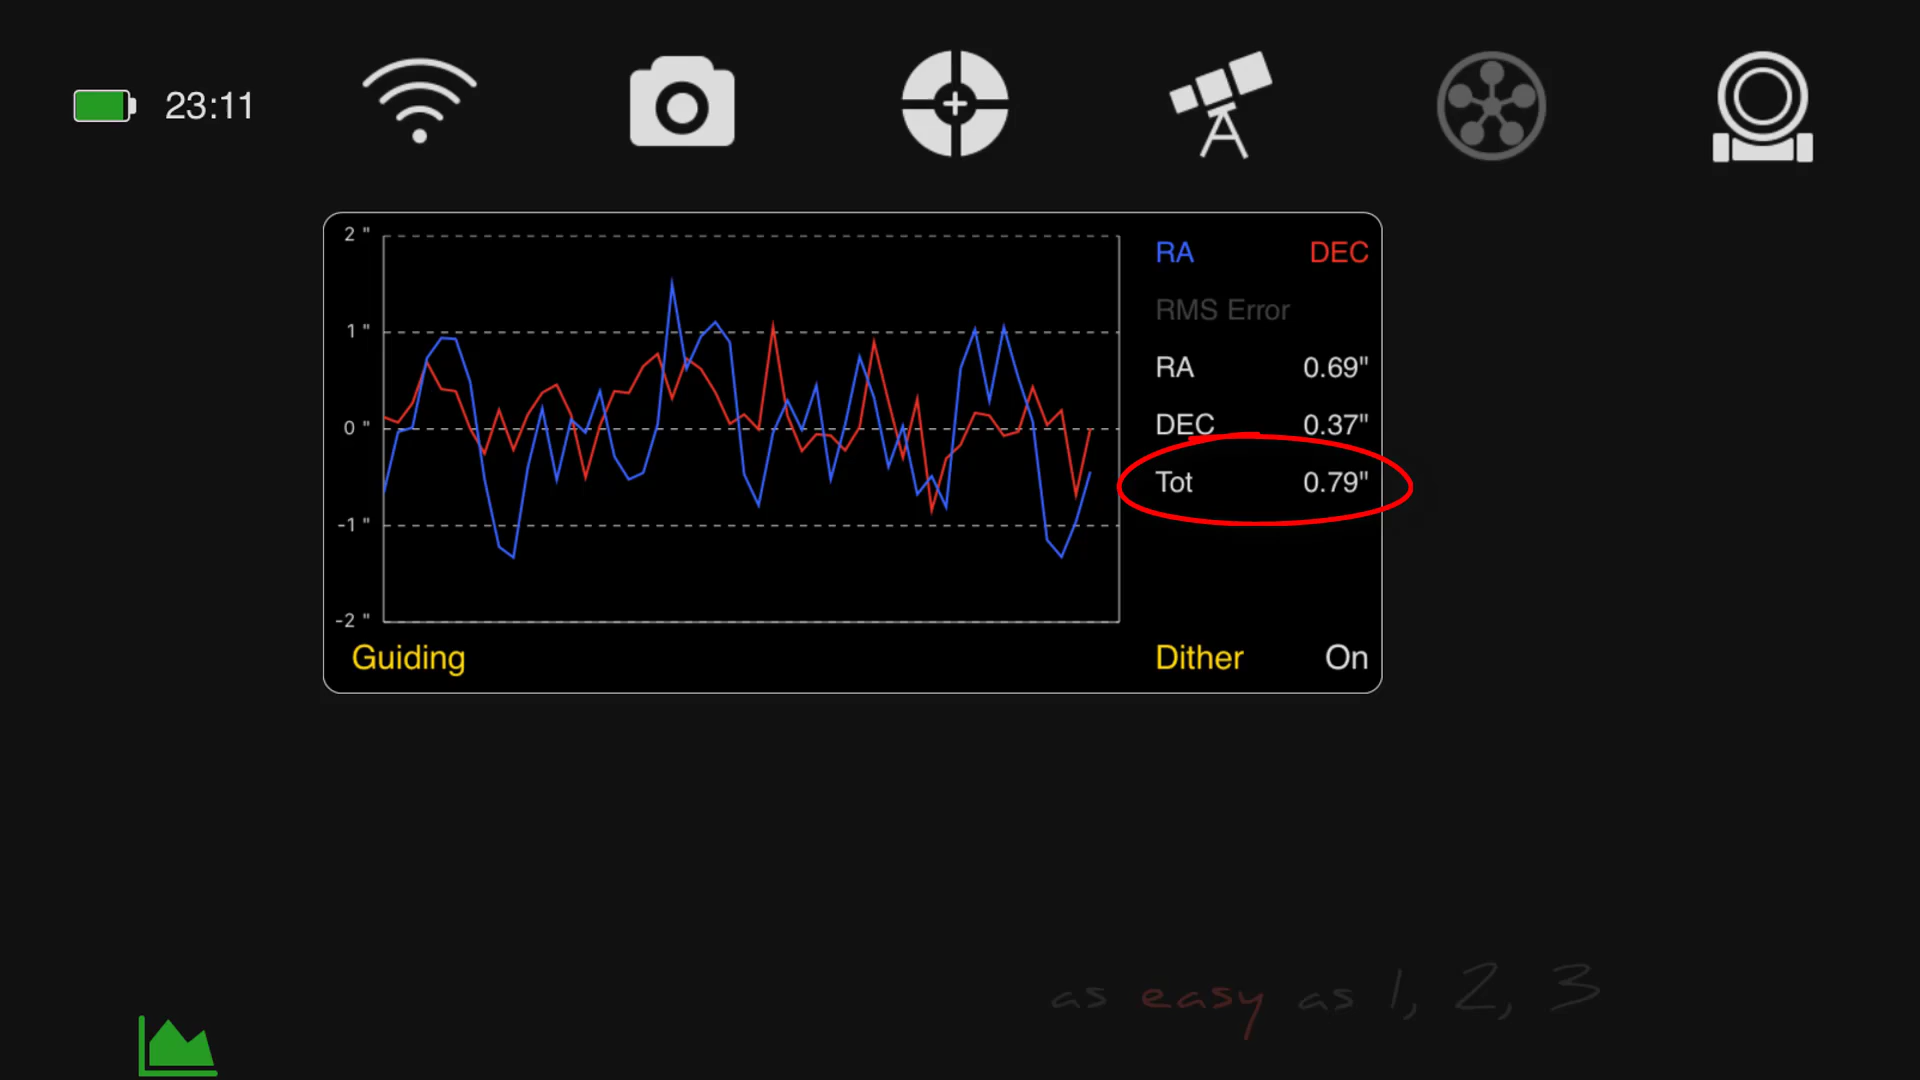 23:11
2 "
1 "
0 "
-1 "
-2 "
RA DEC
RMS Error
RA 0.69"
DEC 0.37"
Tot 0.79"
Guiding
Dither On
as easy as 1, 2, 3